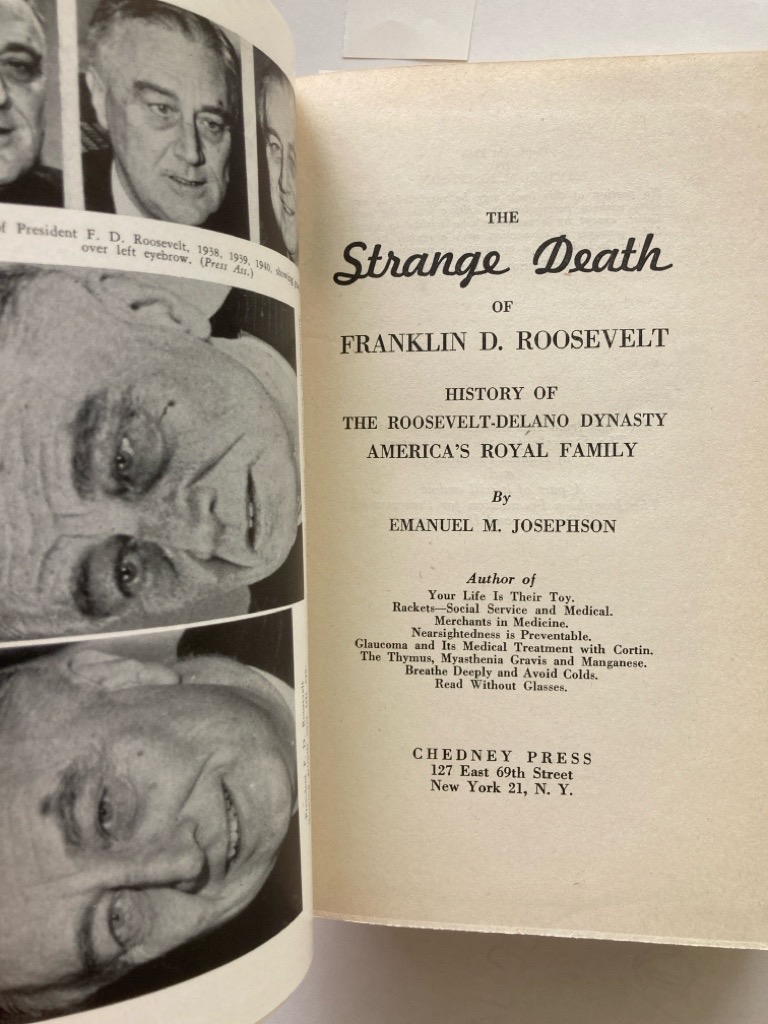 of President F. D. Roosevelt, 1938, 1939, 1940, showing
over left eyebrow. (Press Ass.)
THE
Strange Death
OF
FRANKLIN D. ROOSEVELT
HISTORY OF
THE ROOSEVELT-DELANO DYNASTY
AMERICA'S ROYAL FAMILY
By
EMANUEL M. JOSEPHSON
Author of
Your Life Is Their Toy.
Rackets—Social Service and Medical.
Merchants in Medicine.
Nearsightedness is Preventable.
Glaucoma and Its Medical Treatment with Cortin.
The Thymus, Myasthenia Gravis and Manganese.
Breathe Deeply and Avoid Colds.
Read Without Glasses.
CHEDNEY PRESS
127 East 69th Street
New York 21, N. Y.